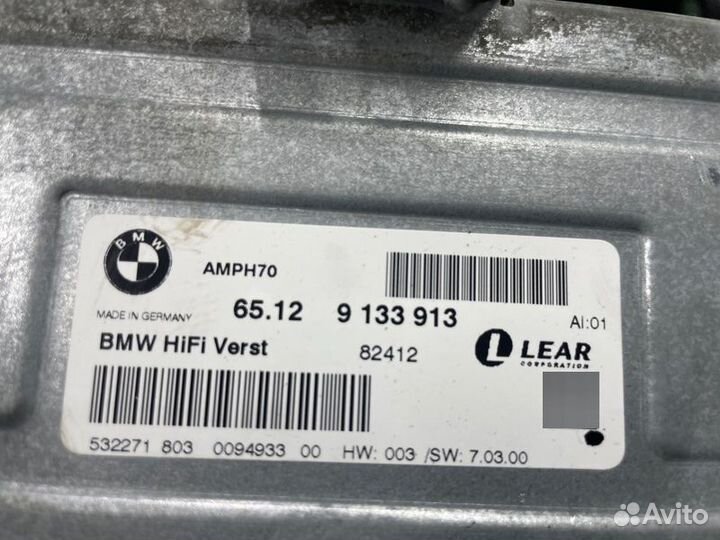 BMW
AMPH70
MADE IN GERMANY
65.12 9 133 913
AI:01
BMW HiFi Verst
82412
LEAR
CORPORATION
532271 803 0094933 00 HW: 003 /SW: 7.03.00
Avito